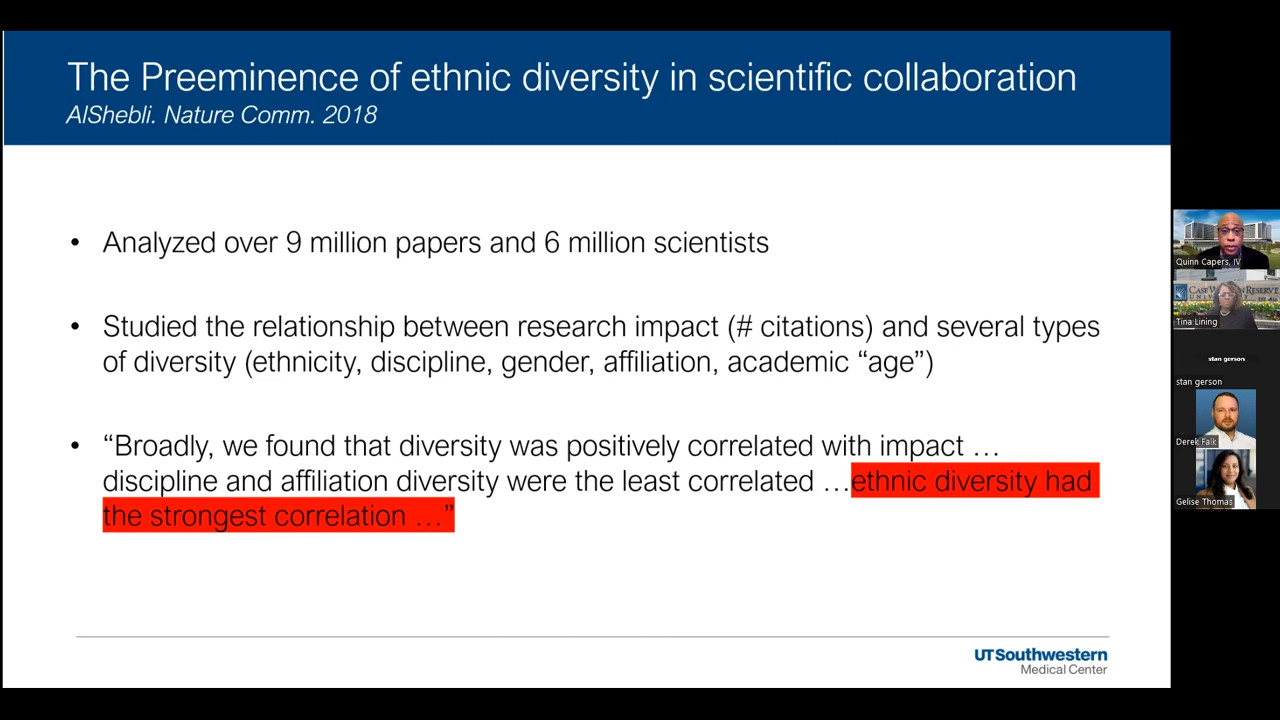 The Preeminence of ethnic diversity in scientific collaboration
AlShebli. Nature Comm. 2018
• Analyzed over 9 million papers and 6 million scientists
• Studied the relationship between research impact (# citations) and several types
of diversity (ethnicity, discipline, gender, affiliation, academic “age”)
• “Broadly, we found that diversity was positively correlated with impact …
discipline and affiliation diversity were the least correlated …ethnic diversity had
the strongest correlation …”
UTSouthwestern
Medical Center
Quinn Capers, IV
Tina Lining
stan gerson
stan gerson
Derek Falk
Gelise Thomas